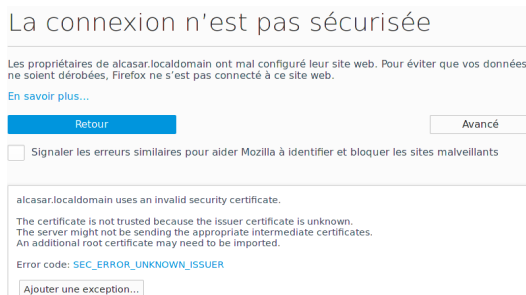 La connexion n'est pas sécurisée
Les propriétaires de alcasar.localdomain ont mal configuré leur site web. Pour éviter que vos données
ne soient dérobées, Firefox ne s'est pas connecté à ce site web.
En savoir plus…
Retour
Avancé
Signaler les erreurs similaires pour aider Mozilla à identifier et bloquer les sites malveillants
alcasar.localdomain uses an invalid security certificate.
The certificate is not trusted because the issuer certificate is unknown.
The server might not be sending the appropriate intermediate certificates.
An additional root certificate may need to be imported.
Error code: SEC_ERROR_UNKNOWN_ISSUER
Ajouter une exception…